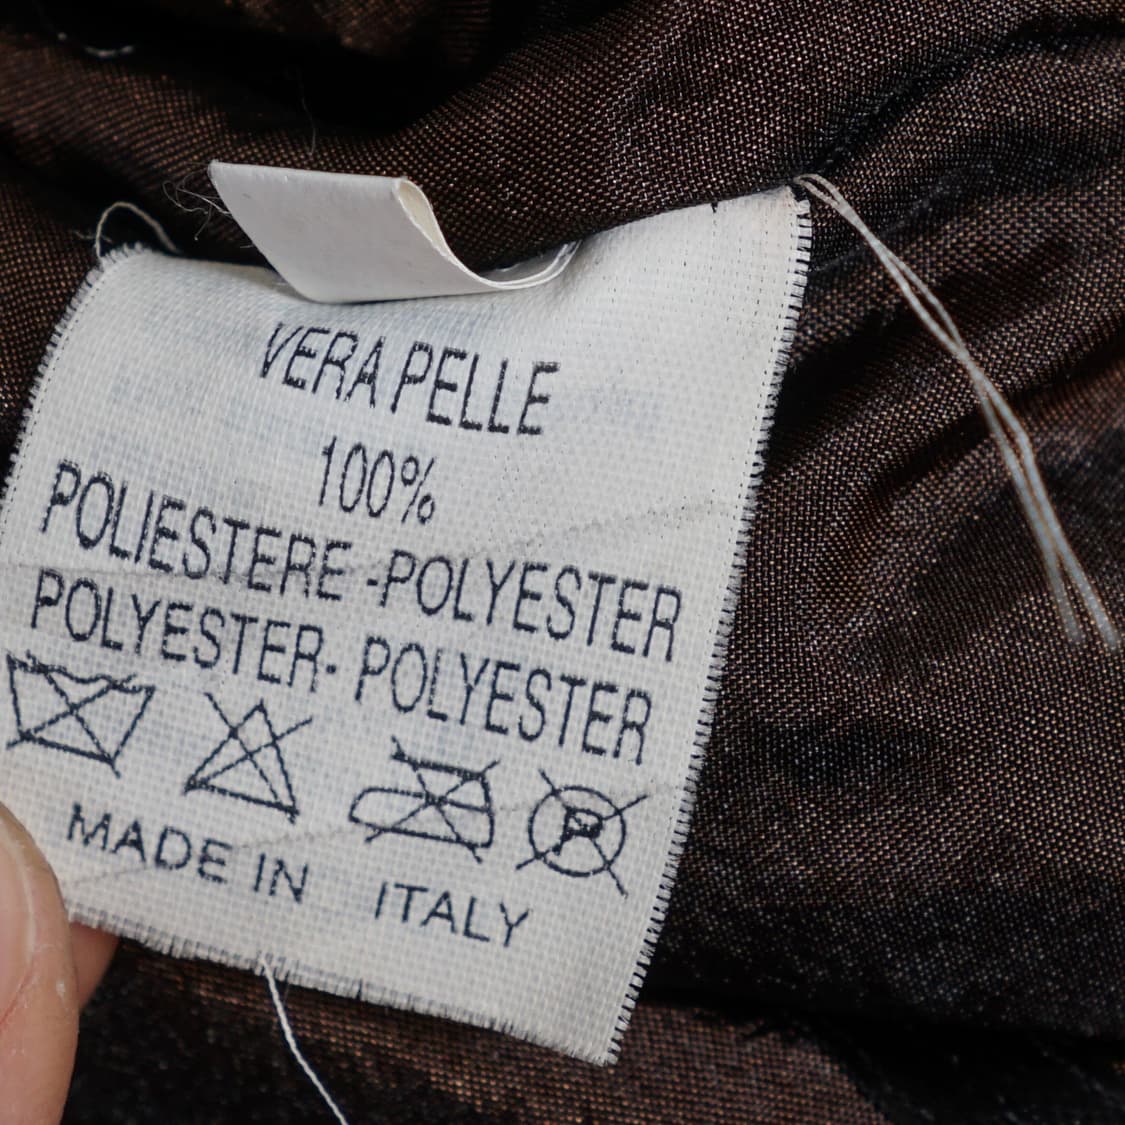 VERA PELLE
100%
POLIESTERE -POLYESTER
POLYESTER- POLYESTER
P
MADE IN ITALY